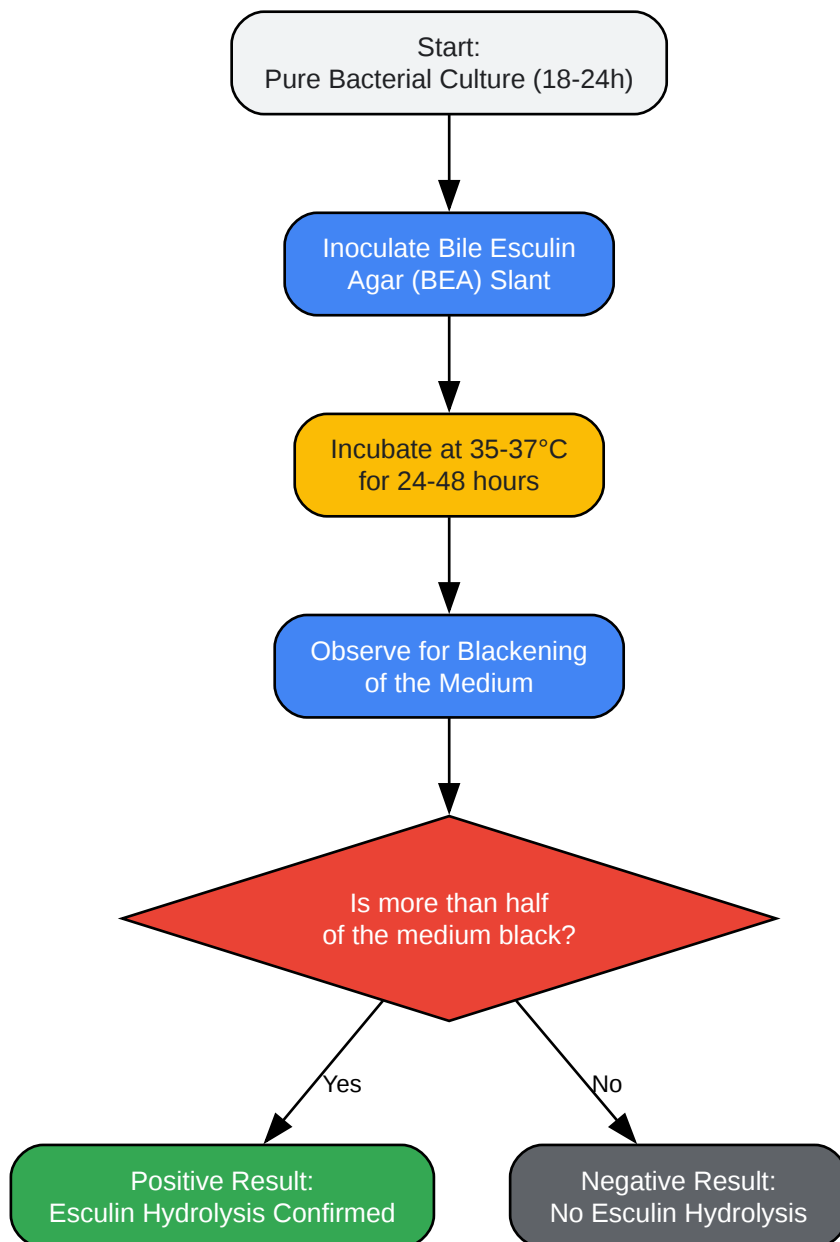 Start:
Pure Bacterial Culture (18-24h)
Inoculate Bile Esculin
Agar (BEA) Slant
Incubate at 35-37°C
for 24-48 hours
Observe for Blackening
of the Medium
Is more than half
of the medium black?
Yes
No
Positive Result:
Esculin Hydrolysis Confirmed
Negative Result:
No Esculin Hydrolysis